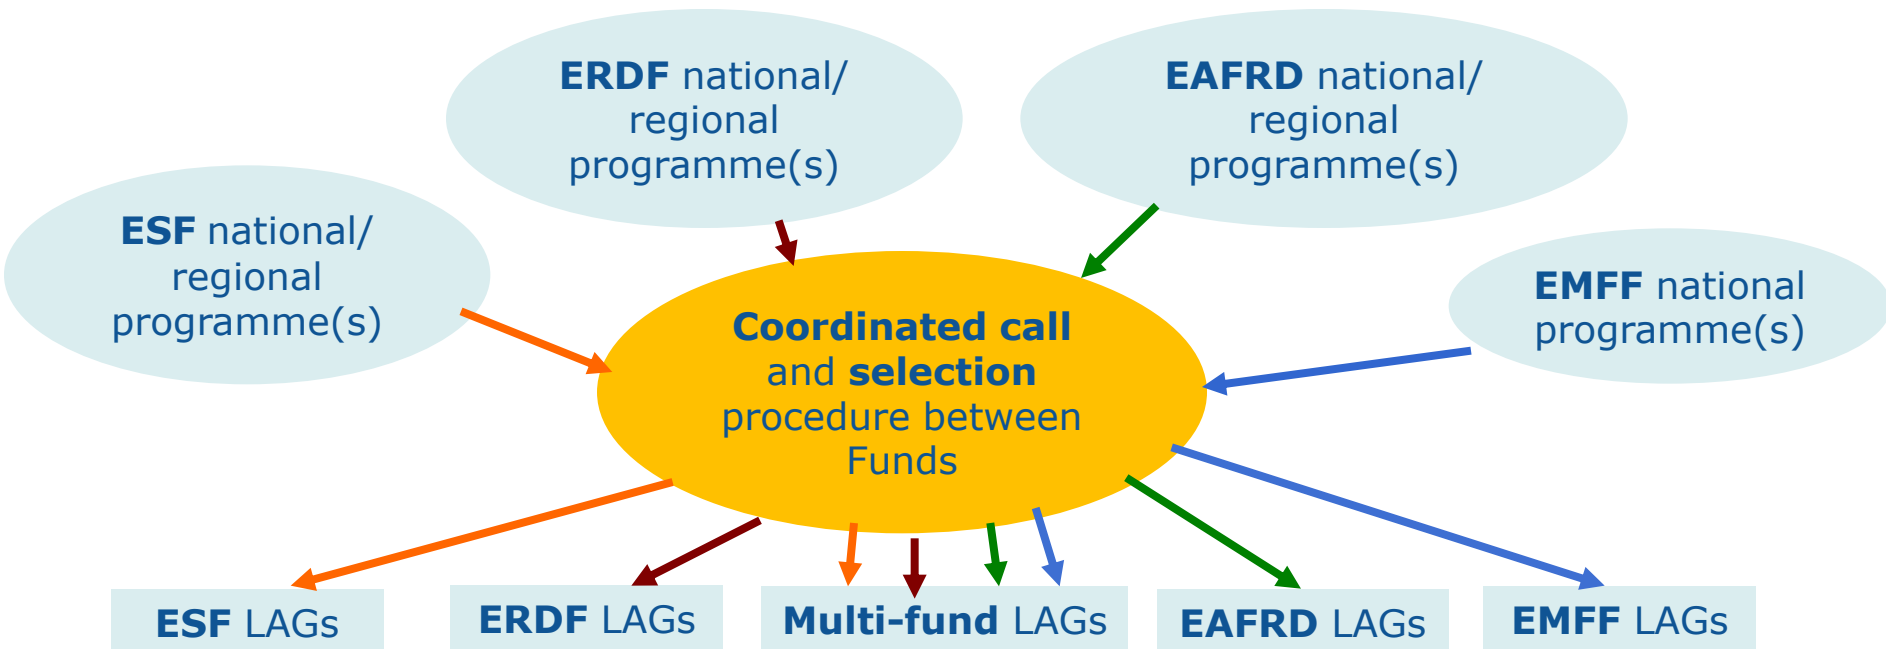 ERDF national/
regional
programme(s)
EAFRD national/
regional
programme(s)
ESF national/
regional
programme(s)
EMFF national
programme(s)
Coordinated call
and selection
procedure between
Funds
ESF LAGs
ERDF LAGs
Multi-fund LAGs
EAFRD LAGs
EMFF LAGs